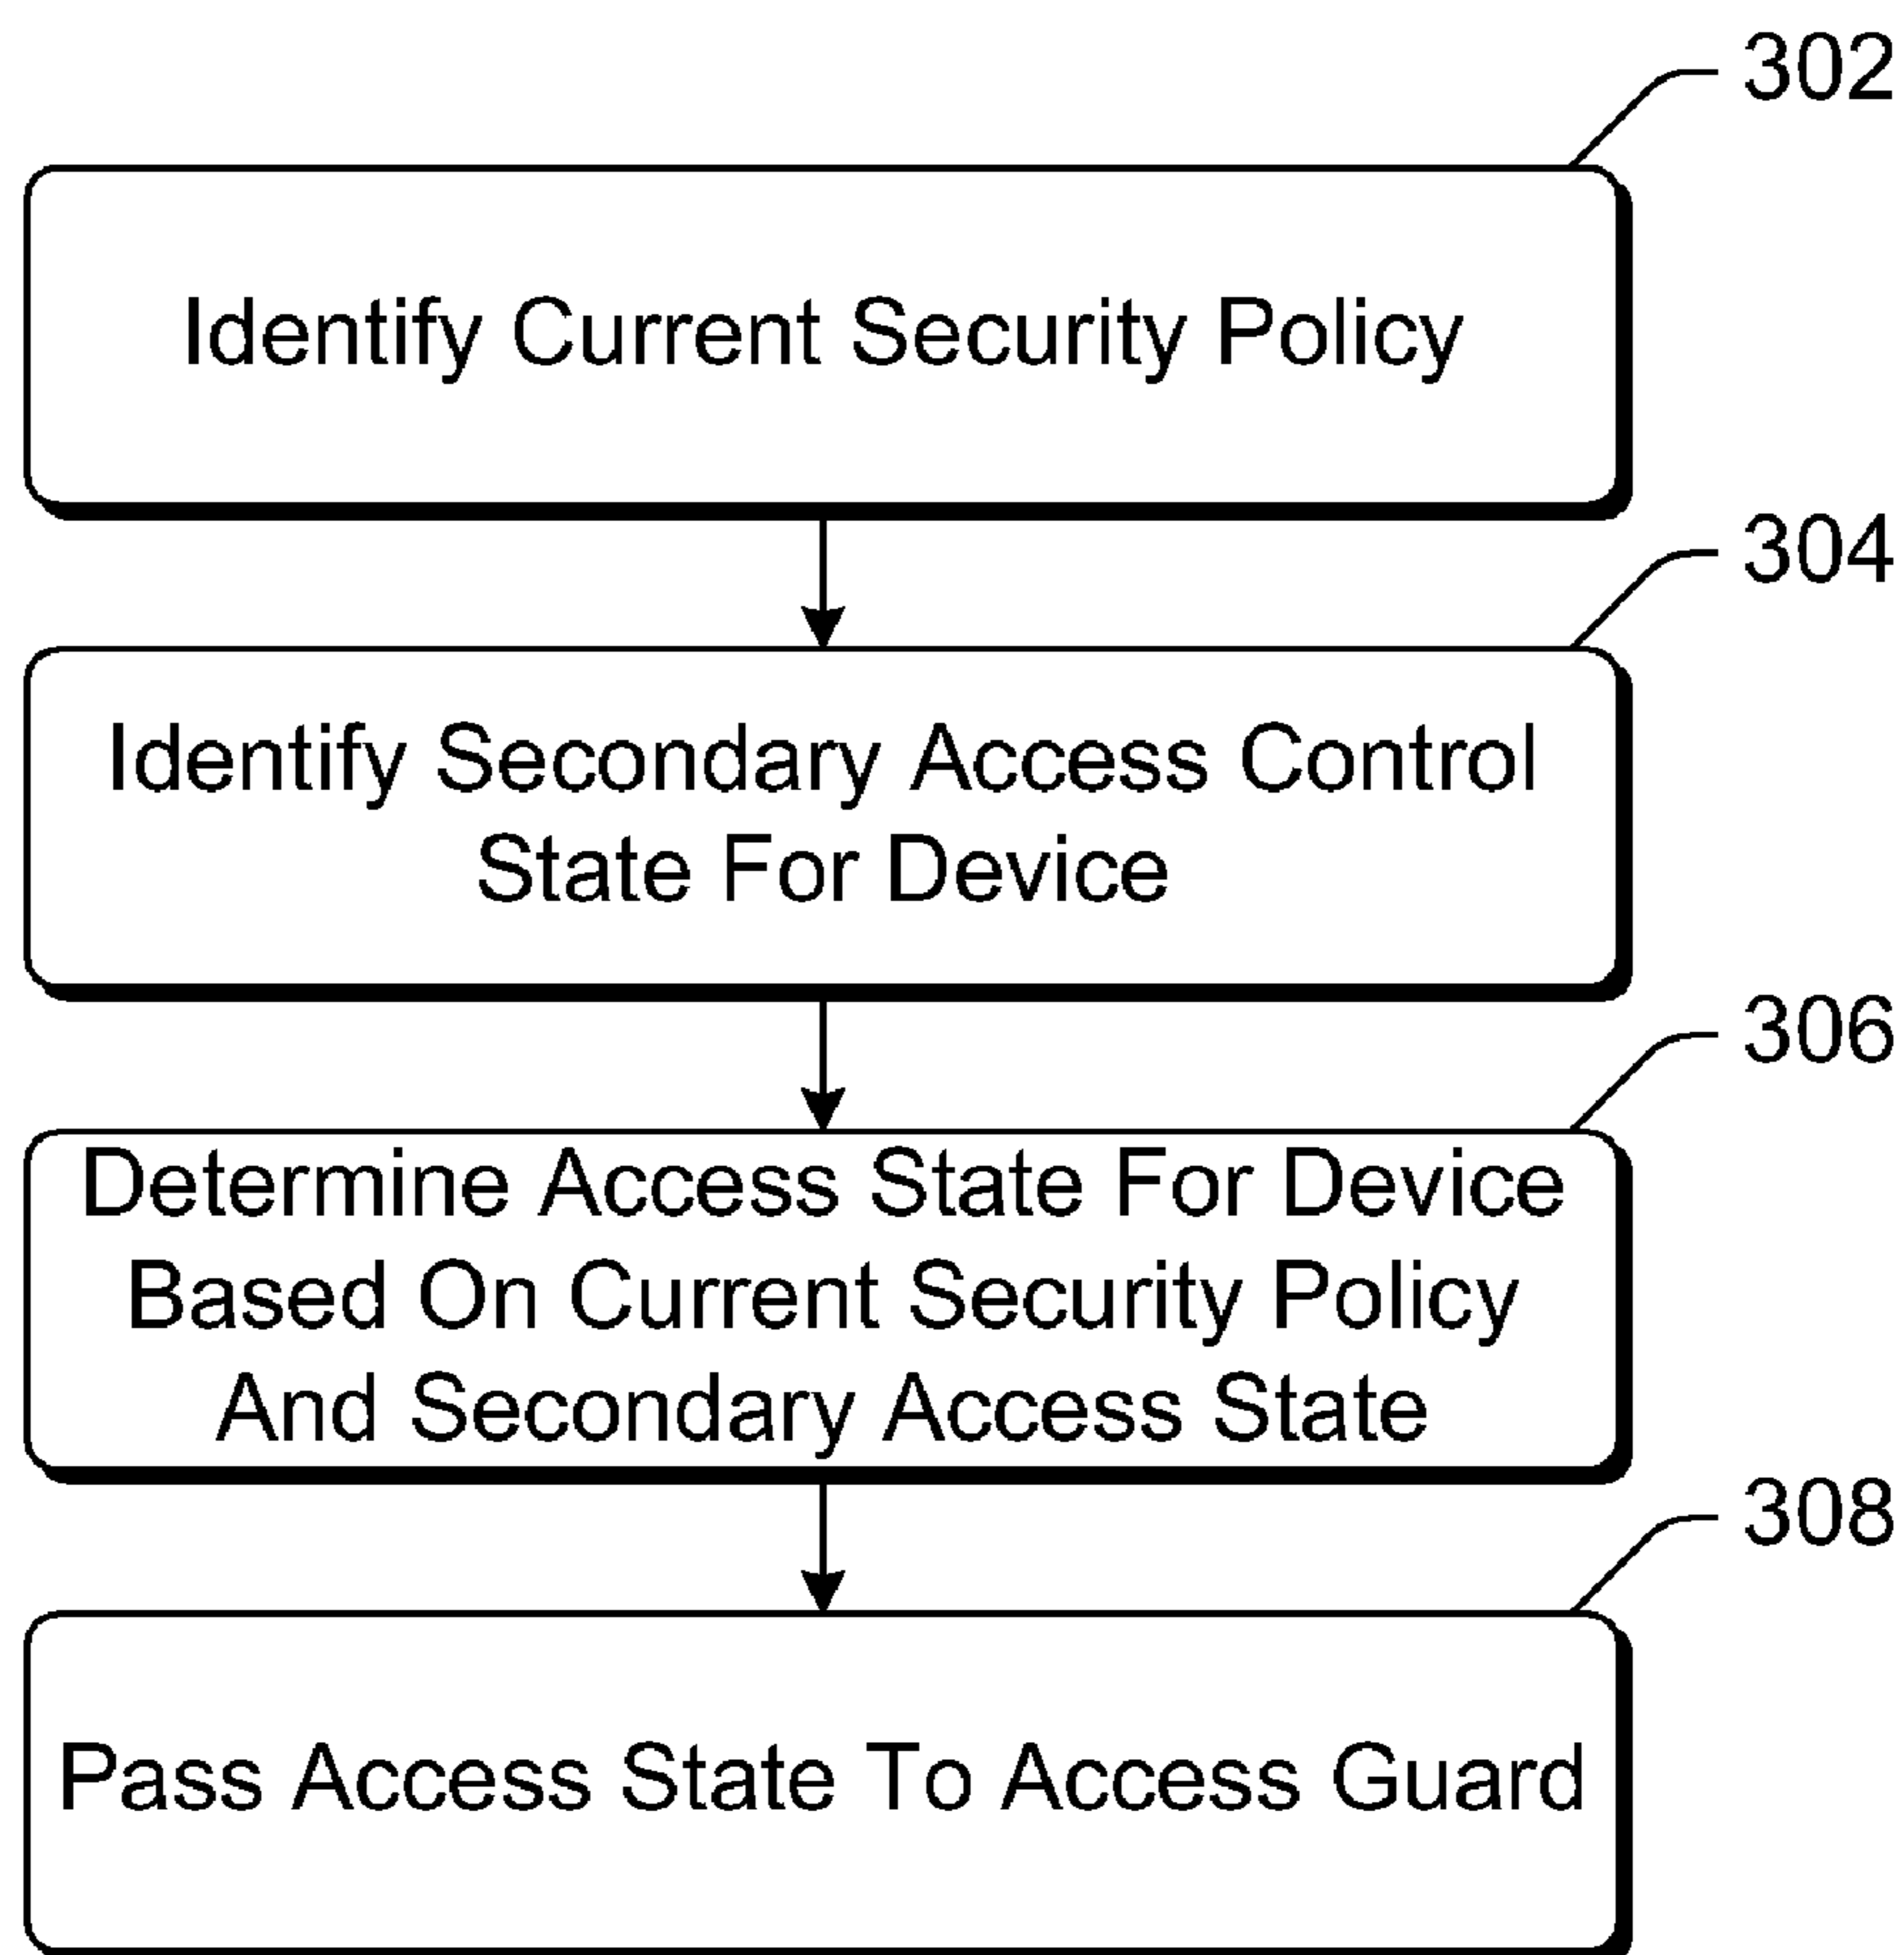 302
Identify Current Security Policy
304
Identify Secondary Access Control
State For Device
306
Determine Access State For Device
Based On Current Security Policy
And Secondary Access State
308
Pass Access State To Access Guard